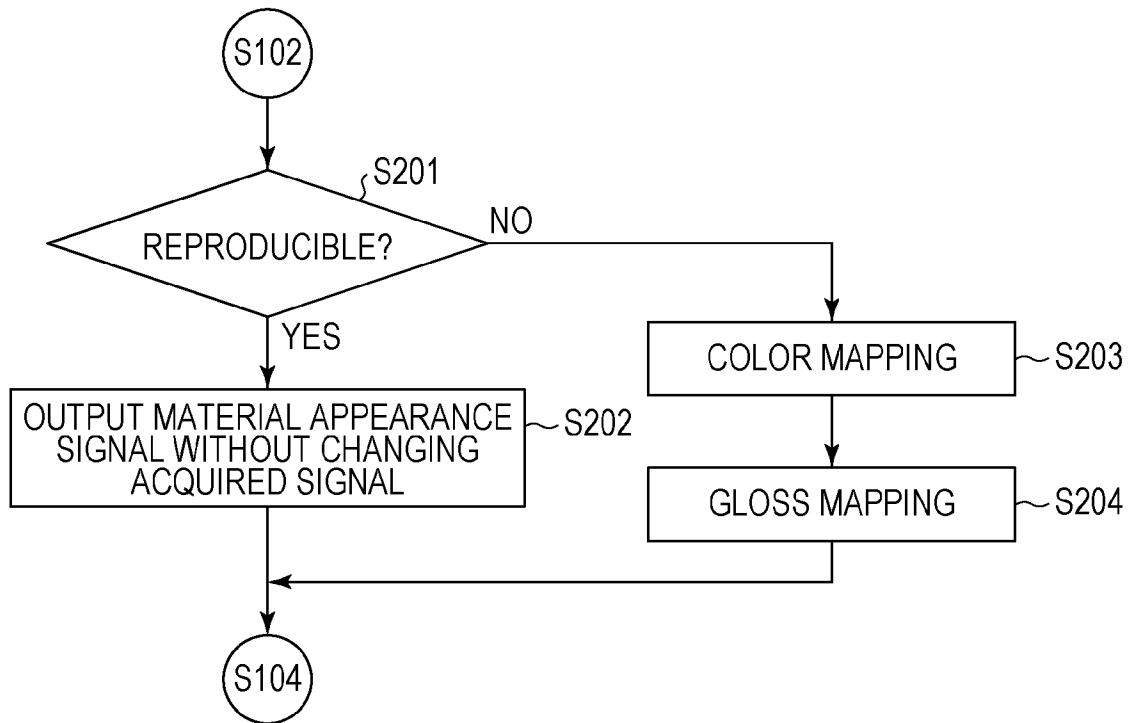 S102
S201
REPRODUCIBLE?
NO
YES
COLOR MAPPING
S203
OUTPUT MATERIAL APPEARANCE
SIGNAL WITHOUT CHANGING
ACQUIRED SIGNAL
S202
GLOSS MAPPING
S204
S104